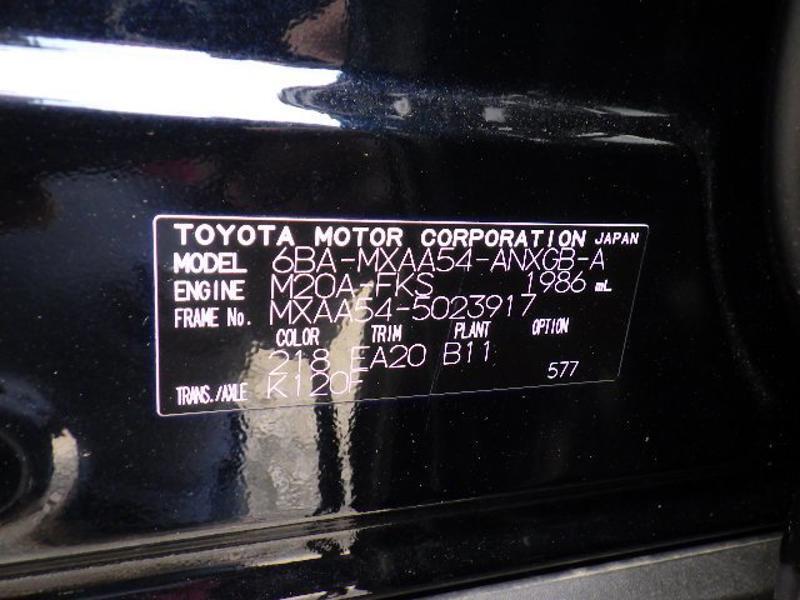 TOYOTA MOTOR CORPORATION JAPAN
MODEL 6BA-MXAA54-ANXGB-A
ENGINE M20A-FKS 1986 mL
FRAME No. MXAA54-5023917
COLOR TRIM PLANT OPTION
218 EA20 B11
TRANS./AXLE K120F 577